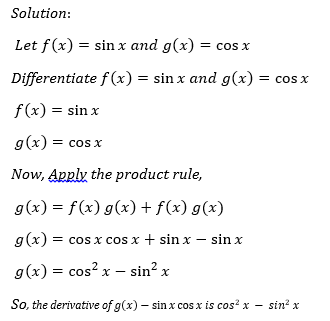 Solution:
Let f(x) = sin x and g(x) = cos x
Differentiate f(x) = sin x and g(x) = cos x
f(x) = sin x
g(x) = cos x
Now, Apply the product rule,
g(x) = f(x) g(x) + f(x) g(x)
g(x) = cos x cos x + sin x − sin x
g(x) = cos² x − sin² x
So, the derivative of g(x) − sin x cos x is cos² x − sin² x